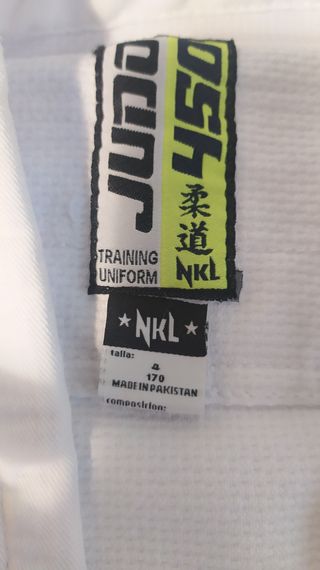 JUDO
450
TRAINING
UNIFORM
柔道
NKL
★NKL★
talla:
4
170
MADE IN PAKISTAN
composicion: